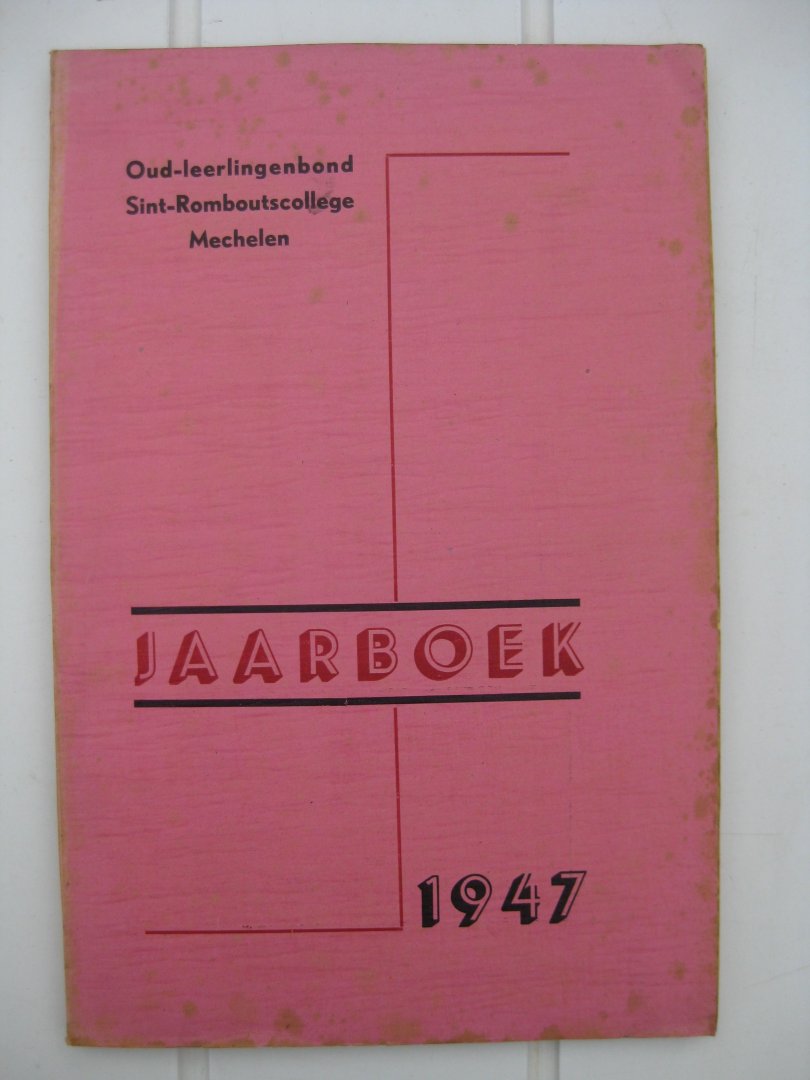 Oud-leerlingenbond
Sint-Romboutscollege
Mechelen
JAARBOEK
1947